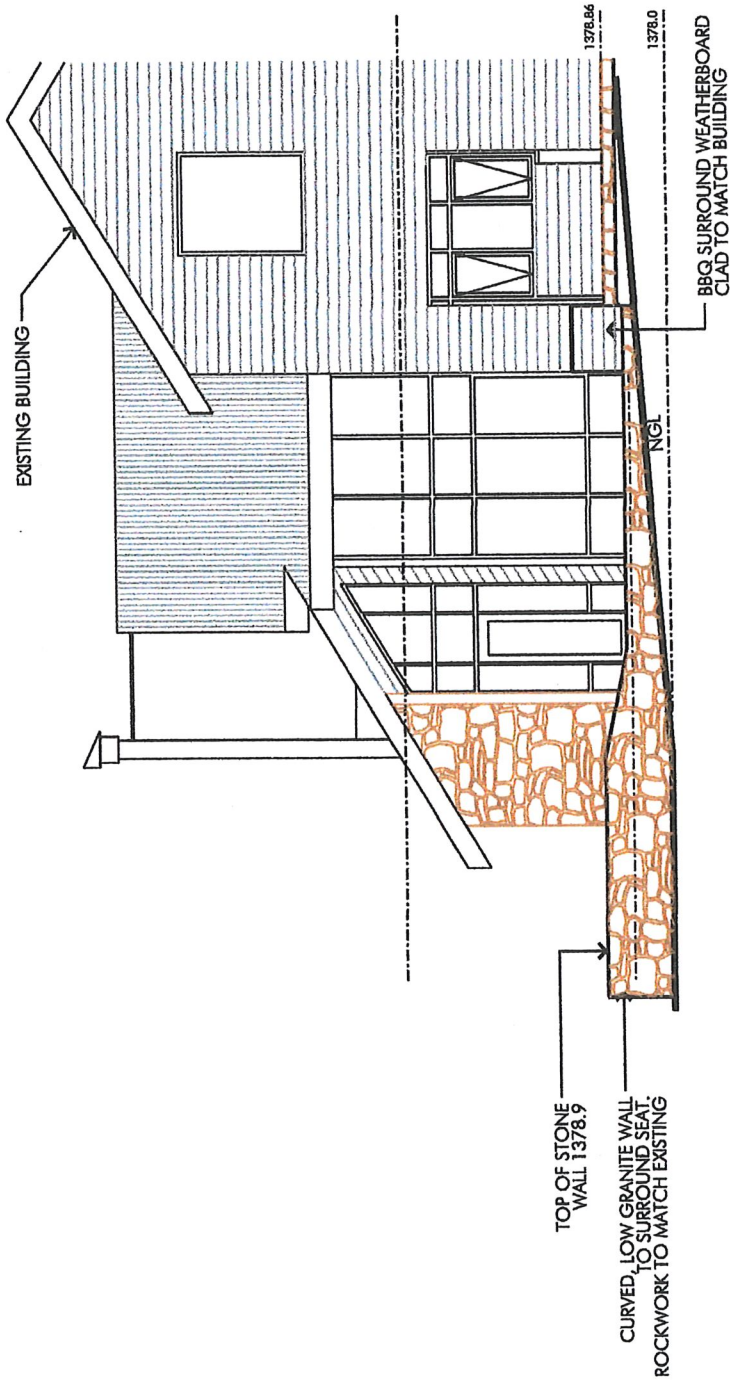 EXISTING BUILDING
1378.86
1378.0
NGL
BBQ SURROUND WEATHERBOARD
CLAD TO MATCH BUILDING
TOP OF STONE
WALL 1378.9
CURVED, LOW GRANITE WALL
TO SURROUND SEAT.
ROCKWORK TO MATCH EXISTING